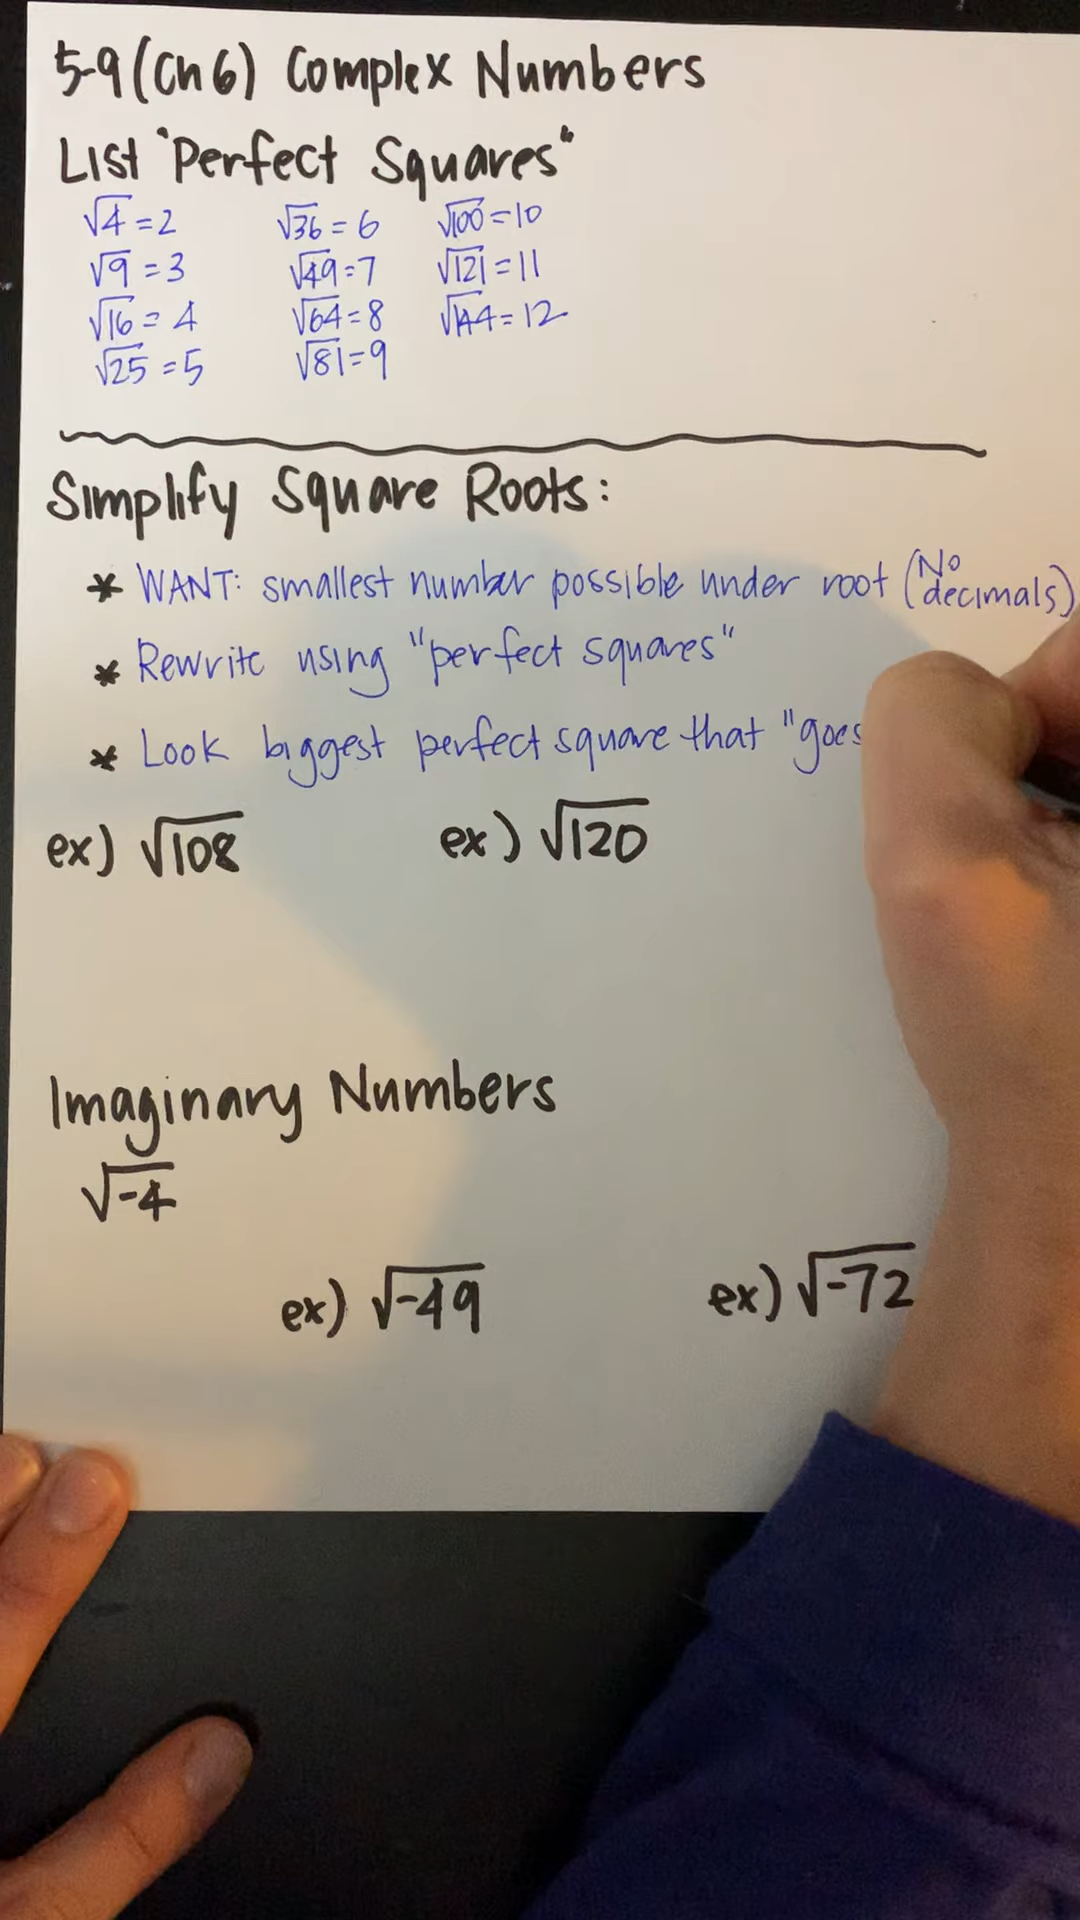 5-9 (Ch 6) Complex Numbers
List "Perfect Squares"
√4 = 2 √36 = 6 √100 = 10
√9 = 3 √49 = 7 √121 = 11
√16 = 4 √64 = 8 √144 = 12
√25 = 5 √81 = 9
Simplify Square Roots:
* WANT: smallest number possible under root (No decimals)
* Rewrite using "perfect squares"
* Look biggest perfect square that "goes
ex) √108 ex) √120
Imaginary Numbers
√-4
ex) √-49 ex) √-72